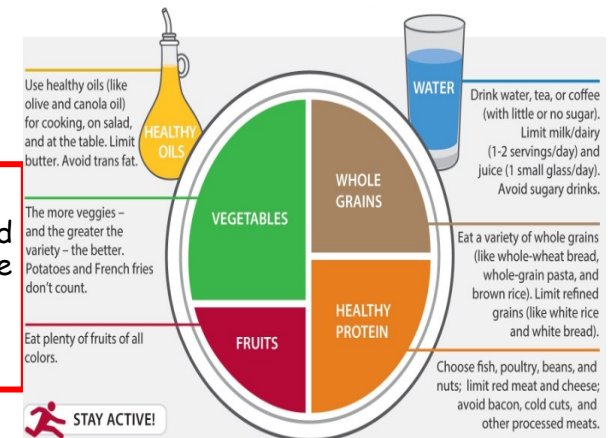 Use healthy oils (like
olive and canola oil)
for cooking, on salad,
and at the table. Limit
butter. Avoid trans fat.
HEALTHY
OILS
The more veggies –
and the greater the
variety – the better.
Potatoes and French fries
don't count.
Eat plenty of fruits of all
colors.
STAY ACTIVE!
VEGETABLES
FRUITS
WHOLE
GRAINS
HEALTHY
PROTEIN
WATER
Drink water, tea, or coffee
(with little or no sugar).
Limit milk/dairy
(1-2 servings/day) and
juice (1 small glass/day).
Avoid sugary drinks.
Eat a variety of whole grains
(like whole-wheat bread,
whole-grain pasta, and
brown rice). Limit refined
grains (like white rice
and white bread).
Choose fish, poultry, beans, and
nuts; limit red meat and cheese;
avoid bacon, cold cuts, and
other processed meats.